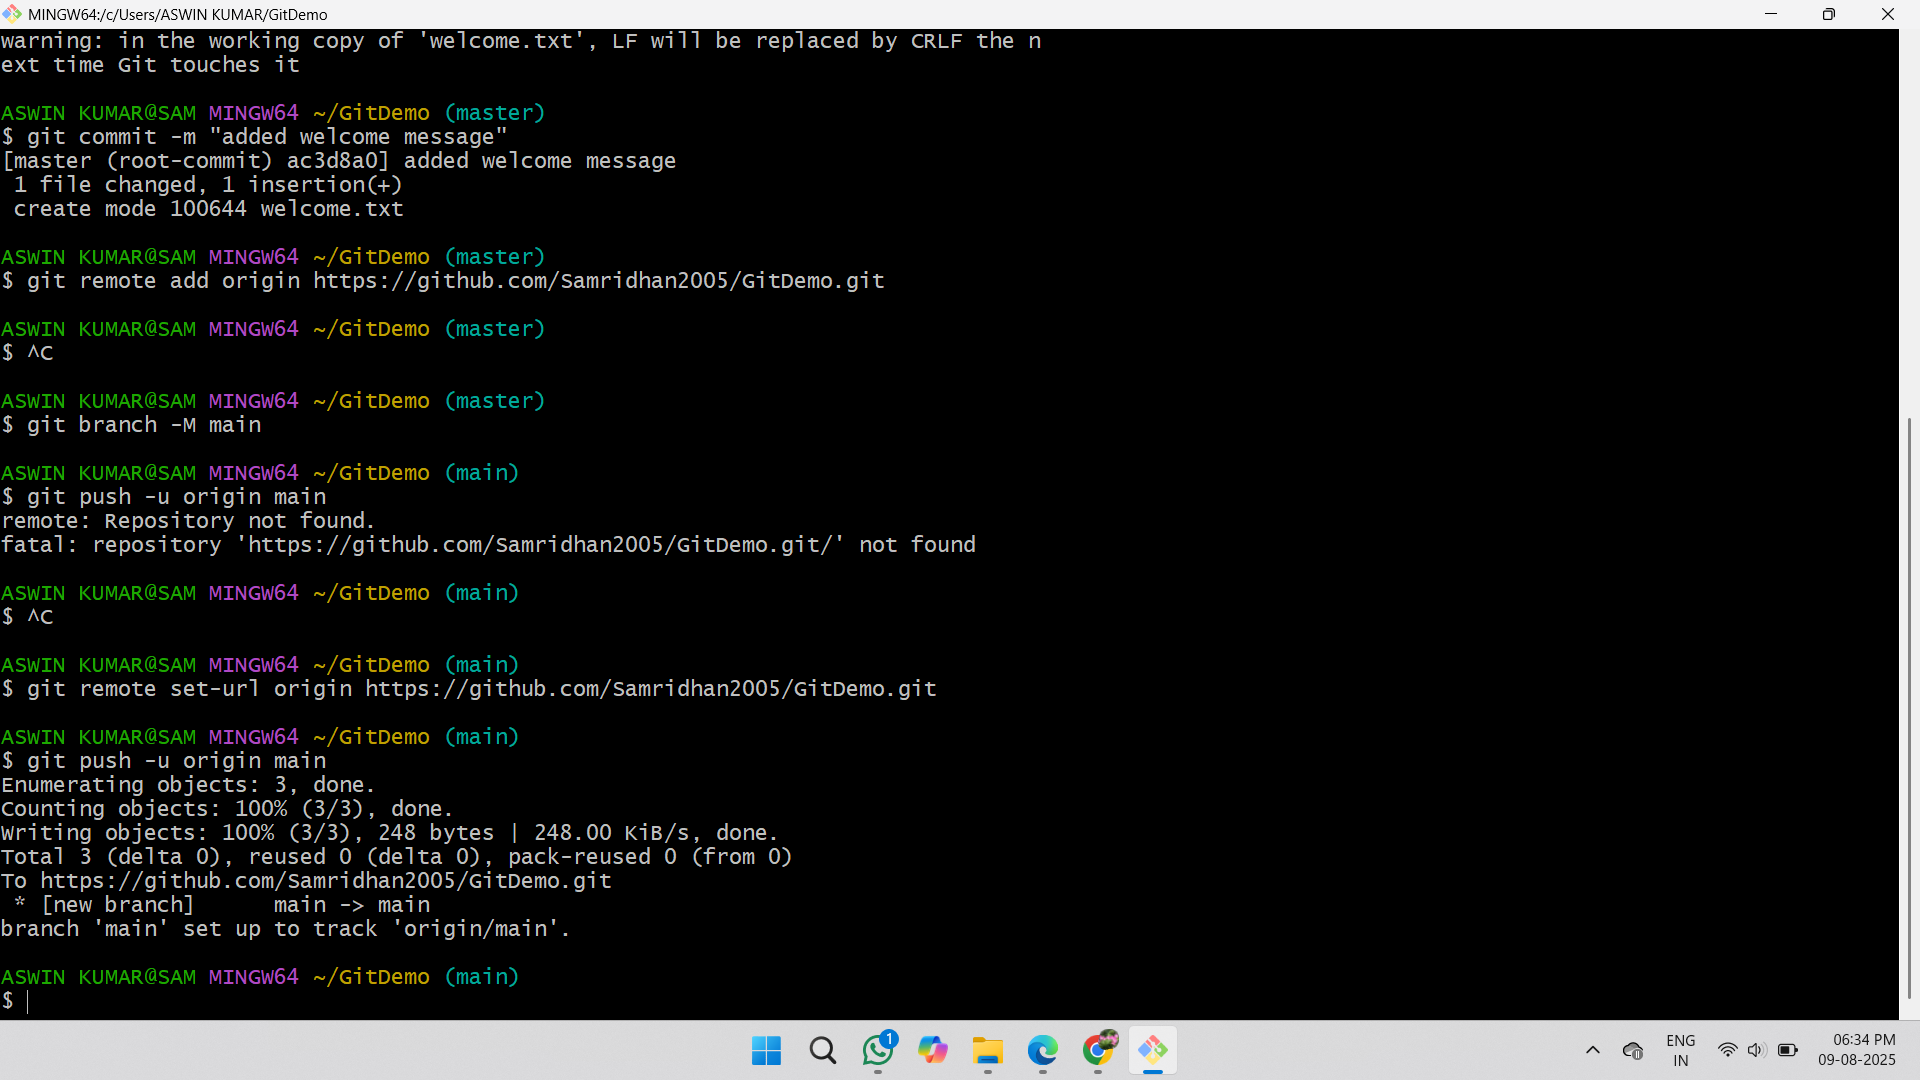 MINGW64:/c/Users/ASWIN KUMAR/GitDemo
warning: in the working copy of 'welcome.txt', LF will be replaced by CRLF the n
ext time Git touches it
ASWIN KUMAR@SAM MINGW64 ~/GitDemo (master)
$ git commit -m "added welcome message"
[master (root-commit) ac3d8a0] added welcome message
 1 file changed, 1 insertion(+)
 create mode 100644 welcome.txt
ASWIN KUMAR@SAM MINGW64 ~/GitDemo (master)
$ git remote add origin https://github.com/Samridhan2005/GitDemo.git
ASWIN KUMAR@SAM MINGW64 ~/GitDemo (master)
$ ^C
ASWIN KUMAR@SAM MINGW64 ~/GitDemo (master)
$ git branch -M main
ASWIN KUMAR@SAM MINGW64 ~/GitDemo (main)
$ git push -u origin main
remote: Repository not found.
fatal: repository 'https://github.com/Samridhan2005/GitDemo.git/' not found
ASWIN KUMAR@SAM MINGW64 ~/GitDemo (main)
$ ^C
ASWIN KUMAR@SAM MINGW64 ~/GitDemo (main)
$ git remote set-url origin https://github.com/Samridhan2005/GitDemo.git
ASWIN KUMAR@SAM MINGW64 ~/GitDemo (main)
$ git push -u origin main
Enumerating objects: 3, done.
Counting objects: 100% (3/3), done.
Writing objects: 100% (3/3), 248 bytes | 248.00 KiB/s, done.
Total 3 (delta 0), reused 0 (delta 0), pack-reused 0 (from 0)
To https://github.com/Samridhan2005/GitDemo.git
 * [new branch]      main -> main
branch 'main' set up to track 'origin/main'.
ASWIN KUMAR@SAM MINGW64 ~/GitDemo (main)
$
1
ENG
IN
06:34 PM
09-08-2025